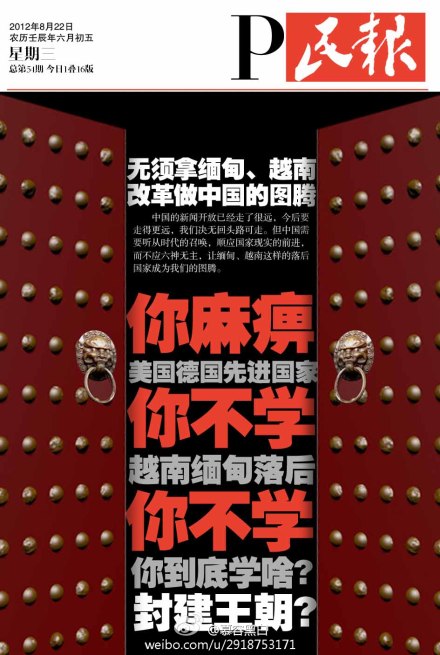 2012年8月22日
农历壬辰年六月初五
星期三
总第54期 今日1叠16版
P 民報
无须拿缅甸、越南
改革做中国的图腾
中国的新闻开放已经走了很远，今后要
走得更远，我们决无回头路可走。但中国需
要听从时代的召唤，顺应国家现实的前进，
而不应六神无主，让缅甸、越南这样的落后
国家成为我们的图腾。
你麻痹
美国德国先进国家
你不学
越南缅甸落后
你不学
你到底学啥？
封建王朝？
@慕容黑白
weibo.com/u/2918753171